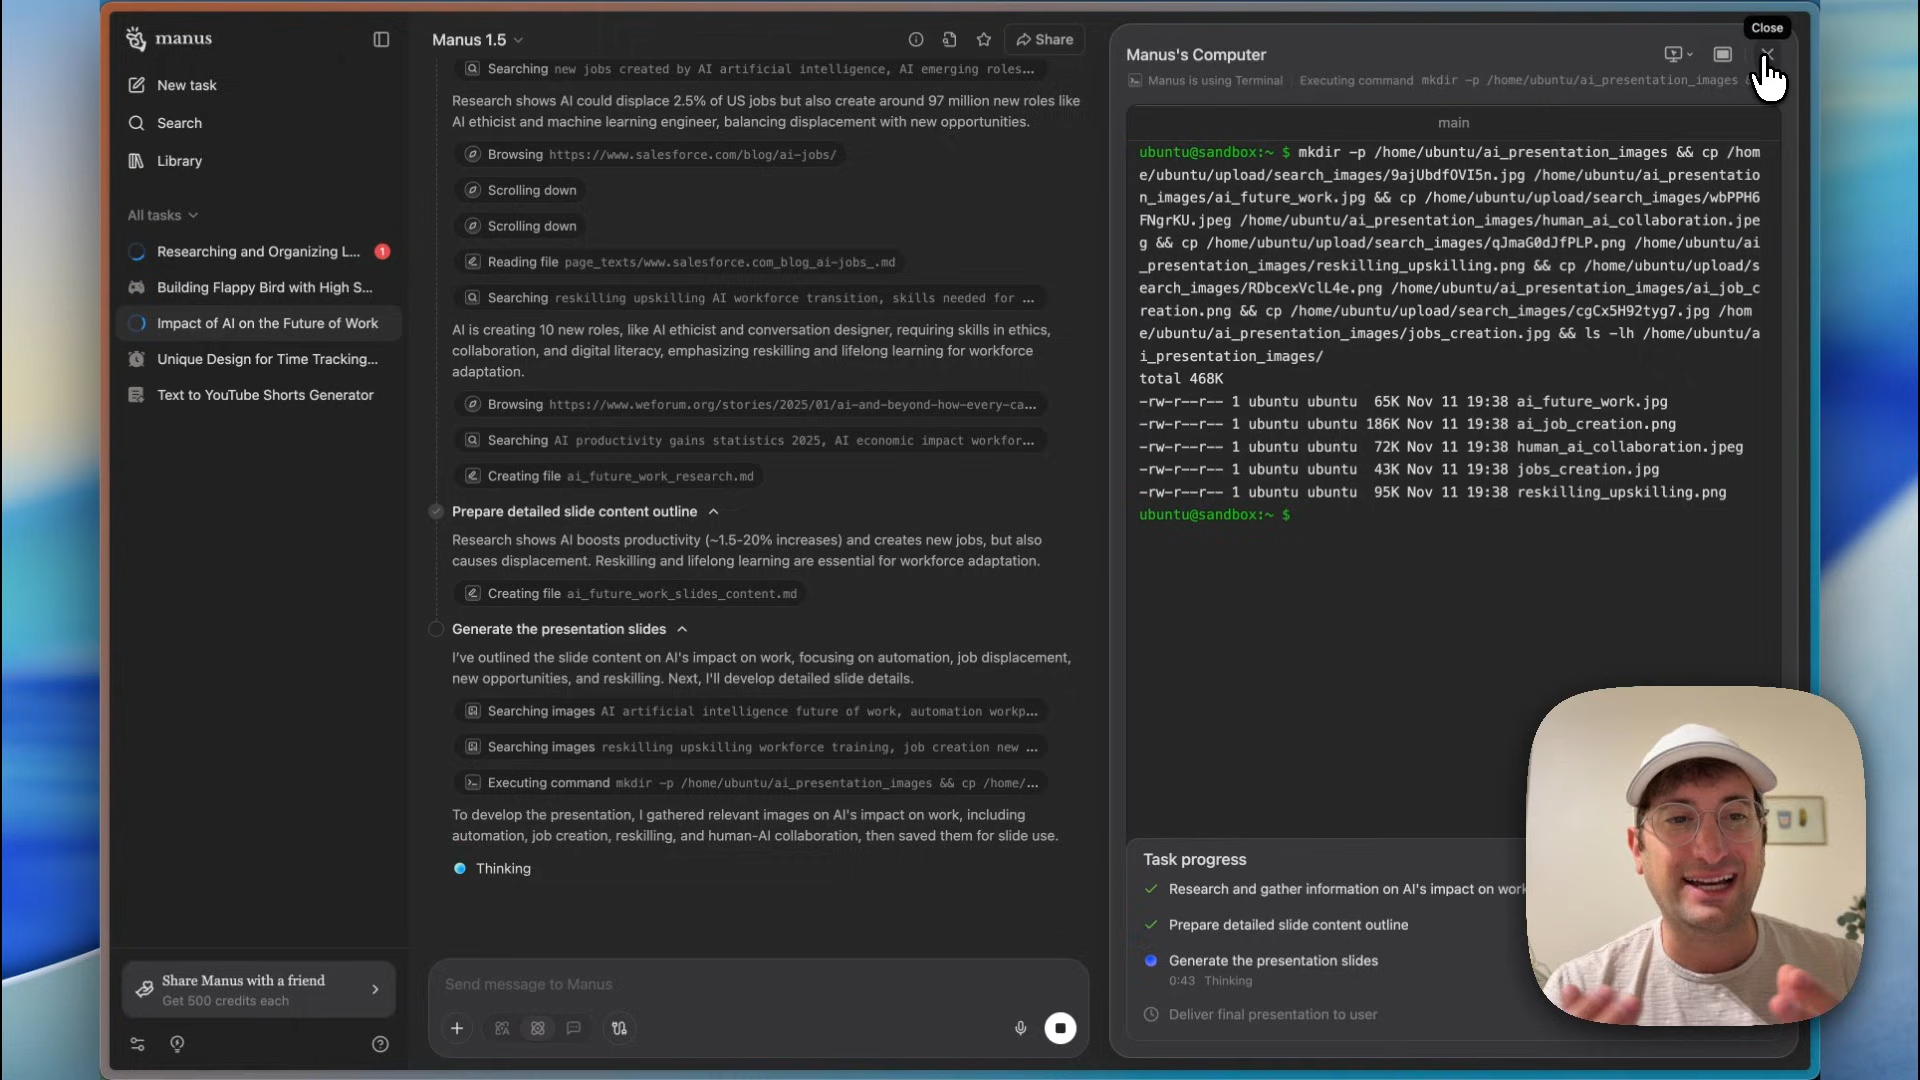 manus
New task
Search
Library
All tasks
Researching and Organizing L... 1
Building Flappy Bird with High S...
Impact of AI on the Future of Work
Unique Design for Time Tracking...
Text to YouTube Shorts Generator
Share Manus with a friend
Get 500 credits each
Manus 1.5
Share
Searching new jobs created by AI artificial intelligence, AI emerging roles...
Research shows AI could displace 2.5% of US jobs but also create around 97 million new roles like
AI ethicist and machine learning engineer, balancing displacement with new opportunities.
Browsing https://www.salesforce.com/blog/ai-jobs/
Scrolling down
Scrolling down
Reading file page_texts/www.salesforce.com_blog_ai-jobs_.md
Searching reskilling upskilling AI workforce transition, skills needed for ...
AI is creating 10 new roles, like AI ethicist and conversation designer, requiring skills in ethics,
collaboration, and digital literacy, emphasizing reskilling and lifelong learning for workforce
adaptation.
Browsing https://www.weforum.org/stories/2025/01/ai-and-beyond-how-every-ca...
Searching AI productivity gains statistics 2025, AI economic impact workfor...
Creating file ai_future_work_research.md
Prepare detailed slide content outline
Research shows AI boosts productivity (~1.5-20% increases) and creates new jobs, but also
causes displacement. Reskilling and lifelong learning are essential for workforce adaptation.
Creating file ai_future_work_slides_content.md
Generate the presentation slides
I've outlined the slide content on AI's impact on work, focusing on automation, job displacement,
new opportunities, and reskilling. Next, I'll develop detailed slide details.
Searching images AI artificial intelligence future of work, automation workp...
Searching images reskilling upskilling workforce training, job creation new ...
Executing command mkdir -p /home/ubuntu/ai_presentation_images && cp /home/...
To develop the presentation, I gathered relevant images on AI's impact on work, including
automation, job creation, reskilling, and human-AI collaboration, then saved them for slide use.
Thinking
Send message to Manus
Close
Manus's Computer
Manus is using Terminal Executing command mkdir -p /home/ubuntu/ai_presentation_images
main
ubuntu@sandbox:~ $ mkdir -p /home/ubuntu/ai_presentation_images && cp /hom
e/ubuntu/upload/search_images/9ajUbdfOVI5n.jpg /home/ubuntu/ai_presentatio
n_images/ai_future_work.jpg && cp /home/ubuntu/upload/search_images/wbPPH6
FNgrKU.jpeg /home/ubuntu/ai_presentation_images/human_ai_collaboration.jpe
g && cp /home/ubuntu/upload/search_images/qJmaG0dJfPLP.png /home/ubuntu/ai
_presentation_images/reskilling_upskilling.png && cp /home/ubuntu/upload/s
earch_images/RDbcexVclL4e.png /home/ubuntu/ai_presentation_images/ai_job_c
reation.png && cp /home/ubuntu/upload/search_images/cgCx5H92tyg7.jpg /hom
e/ubuntu/ai_presentation_images/jobs_creation.jpg && ls -lh /home/ubuntu/a
i_presentation_images/
total 468K
-rw-r--r-- 1 ubuntu ubuntu 65K Nov 11 19:38 ai_future_work.jpg
-rw-r--r-- 1 ubuntu ubuntu 186K Nov 11 19:38 ai_job_creation.png
-rw-r--r-- 1 ubuntu ubuntu 72K Nov 11 19:38 human_ai_collaboration.jpeg
-rw-r--r-- 1 ubuntu ubuntu 43K Nov 11 19:38 jobs_creation.jpg
-rw-r--r-- 1 ubuntu ubuntu 95K Nov 11 19:38 reskilling_upskilling.png
ubuntu@sandbox:~ $
Task progress
Research and gather information on AI's impact on work
Prepare detailed slide content outline
Generate the presentation slides
0:43 Thinking
Deliver final presentation to user